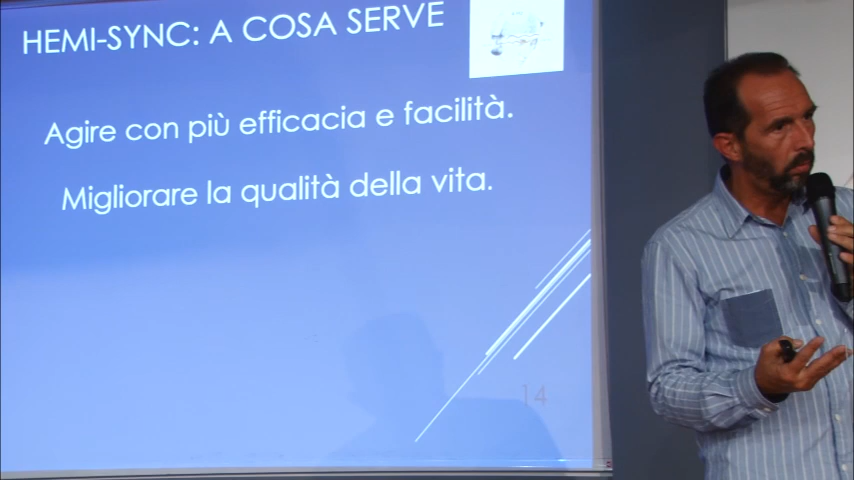 HEMI-SYNC: A COSA SERVE
Agire con più efficacia e facilità.
Migliorare la qualità della vita.
14